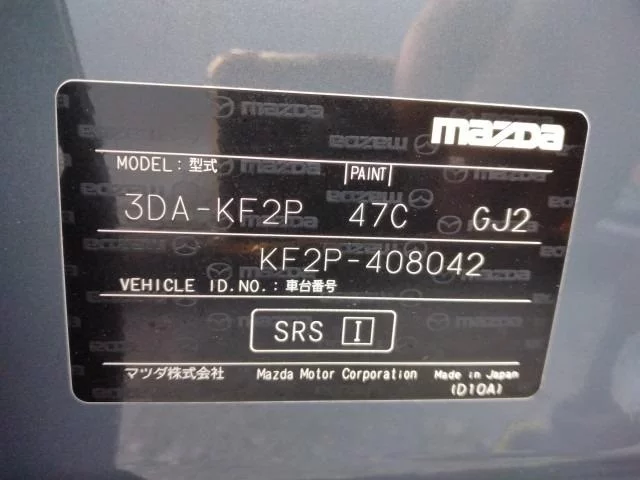 mazda
MODEL：型式 PAINT
3DA-KF2P 47C GJ2
KF2P-408042
VEHICLE ID.NO.：車台番号
SRS I
マツダ株式会社 Mazda Motor Corporation Made in Japan
(D10A)